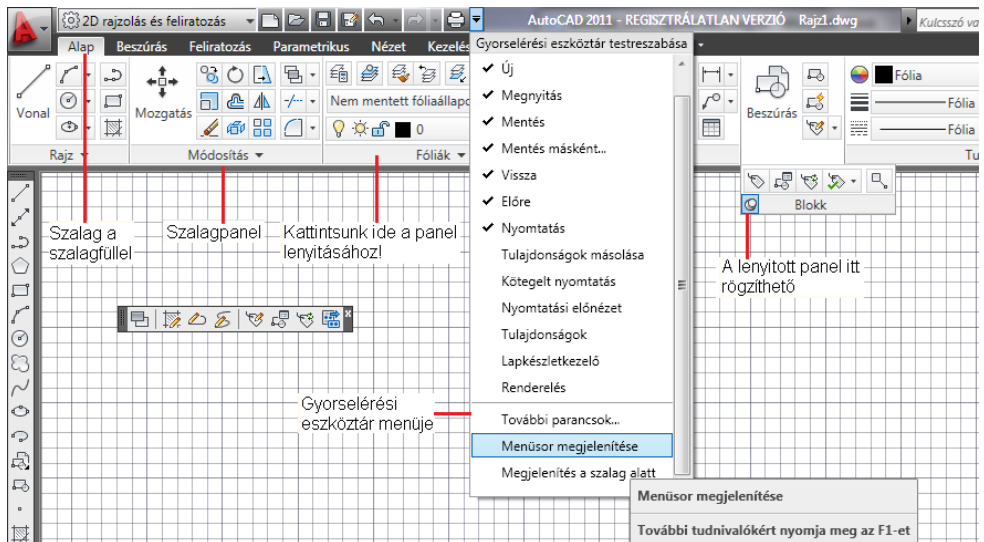 2D rajzolás és feliratozás
AutoCAD 2011 - REGISZTRÁLATLAN VERZIÓ Rajz1.dwg
Kulcsszó va
Alap Beszúrás Feliratozás Parametrikus Nézet Kezelés
Gyorselérési eszköztár testreszabása
Vonal
Mozgatás
Nem mentett fóliaállapo
0
Beszúrás
Fólia
Fólia
Fólia
Rajz
Módosítás
Fóliák
Tu
Új
Megnyitás
Mentés
Mentés másként...
Vissza
Előre
Nyomtatás
Tulajdonságok másolása
Kötegelt nyomtatás
Nyomtatási előnézet
Tulajdonságok
Lapkészletkezelő
Renderelés
További parancsok...
Menüsor megjelenítése
Megjelenítés a szalag alatt
Blokk
Szalag a
szalagfüllel
Szalagpanel
Kattintsunk ide a panel
lenyitásához!
A lenyitott panel itt
rögzíthető
Gyorselérési
eszköztár menüje
Menüsor megjelenítése
További tudnivalókért nyomja meg az F1-et